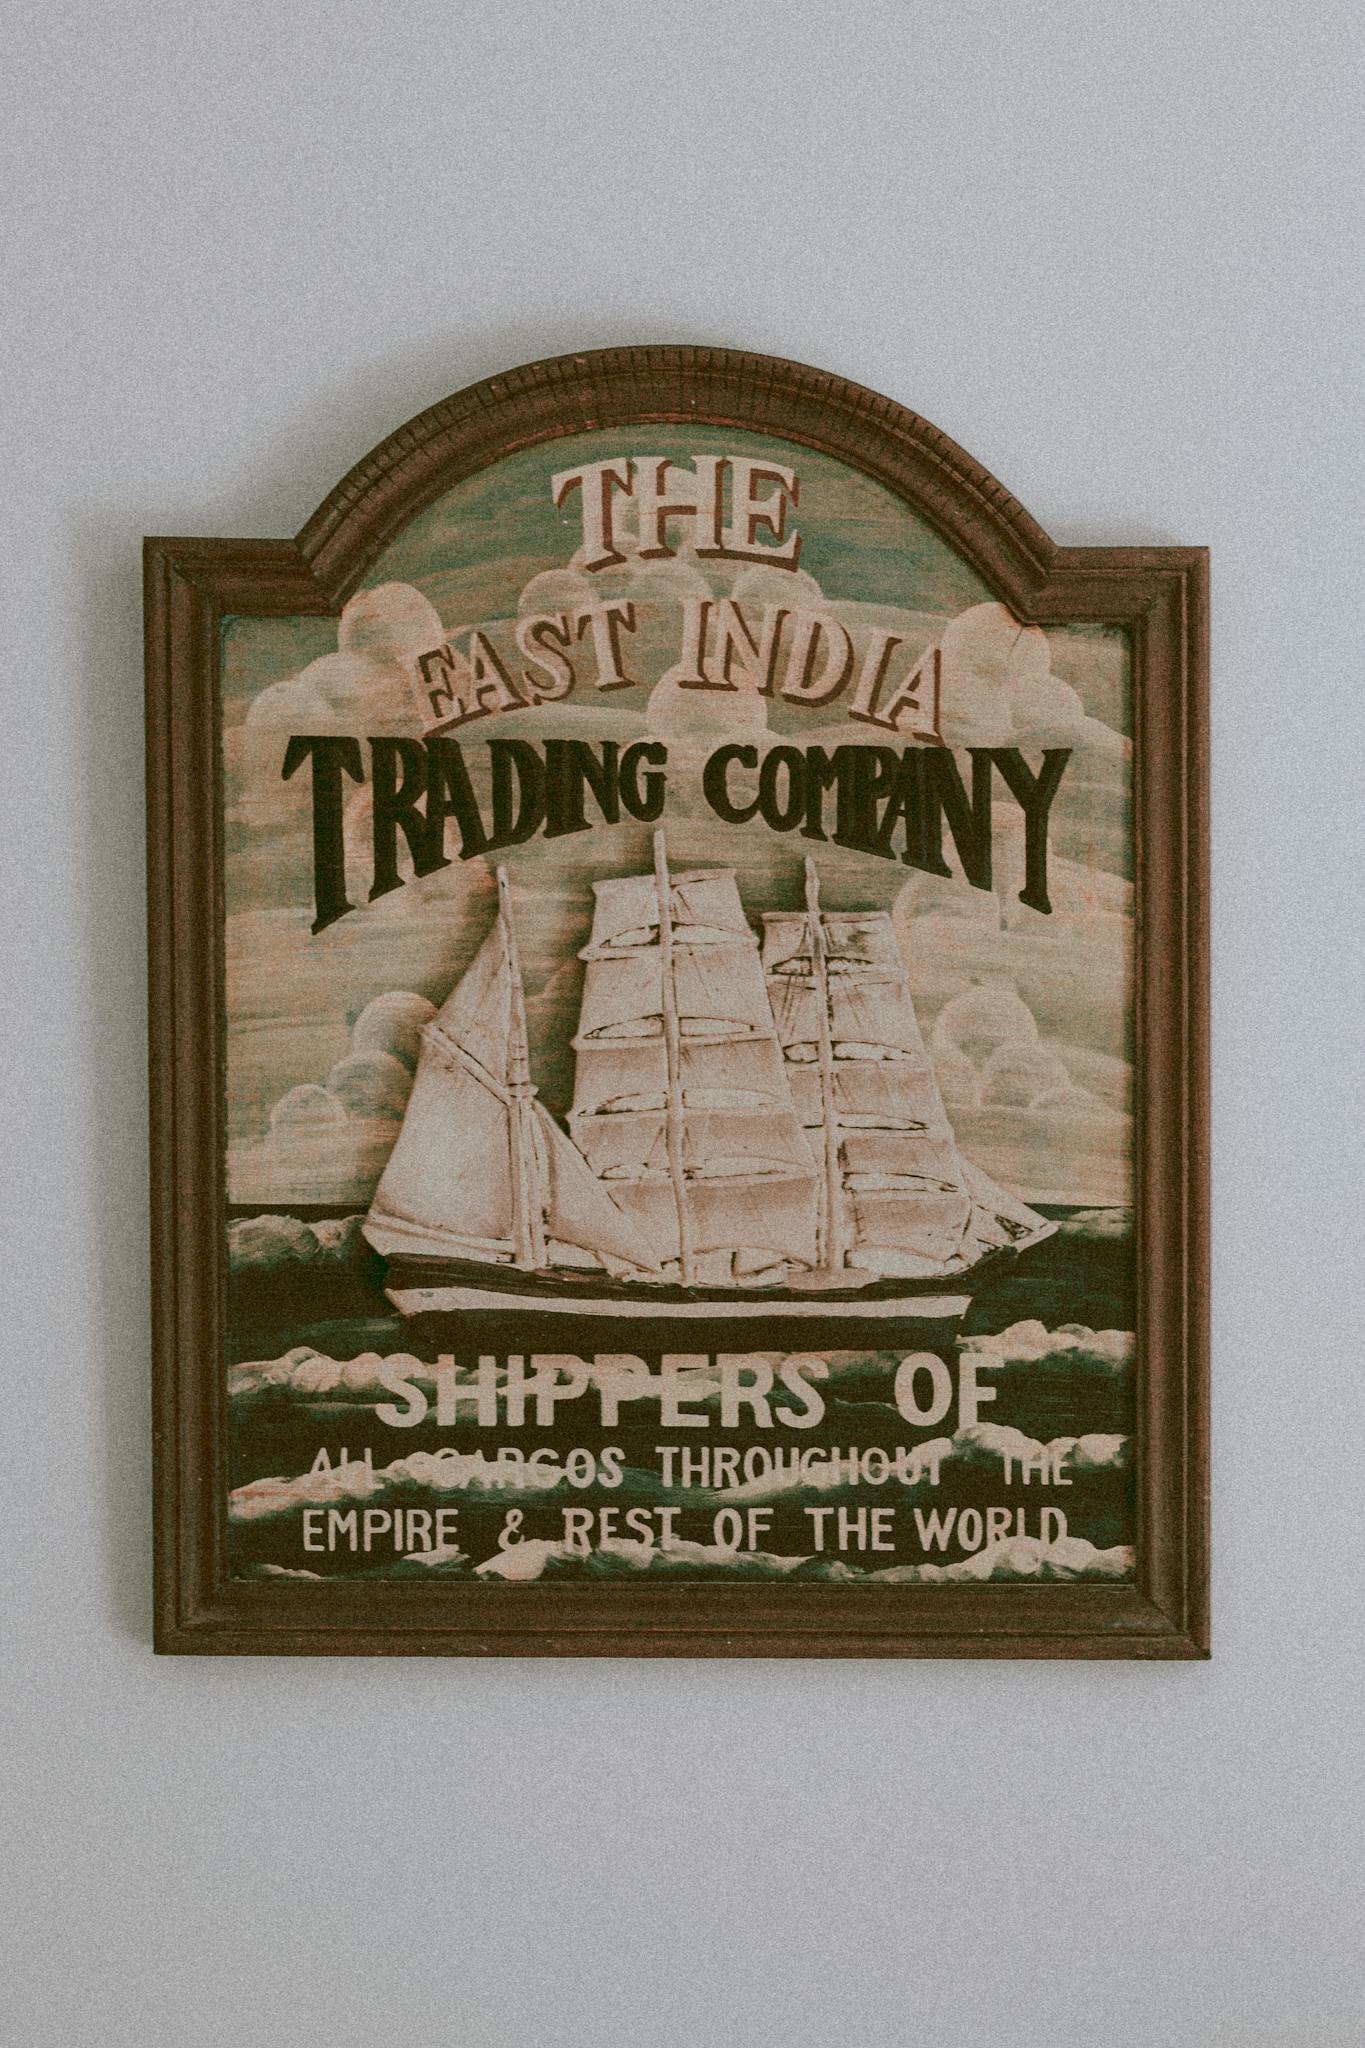 THE
EAST INDIA
TRADING COMPANY
SHIPPERS OF
ALL CARGOS THROUGHOUT THE
EMPIRE & REST OF THE WORLD